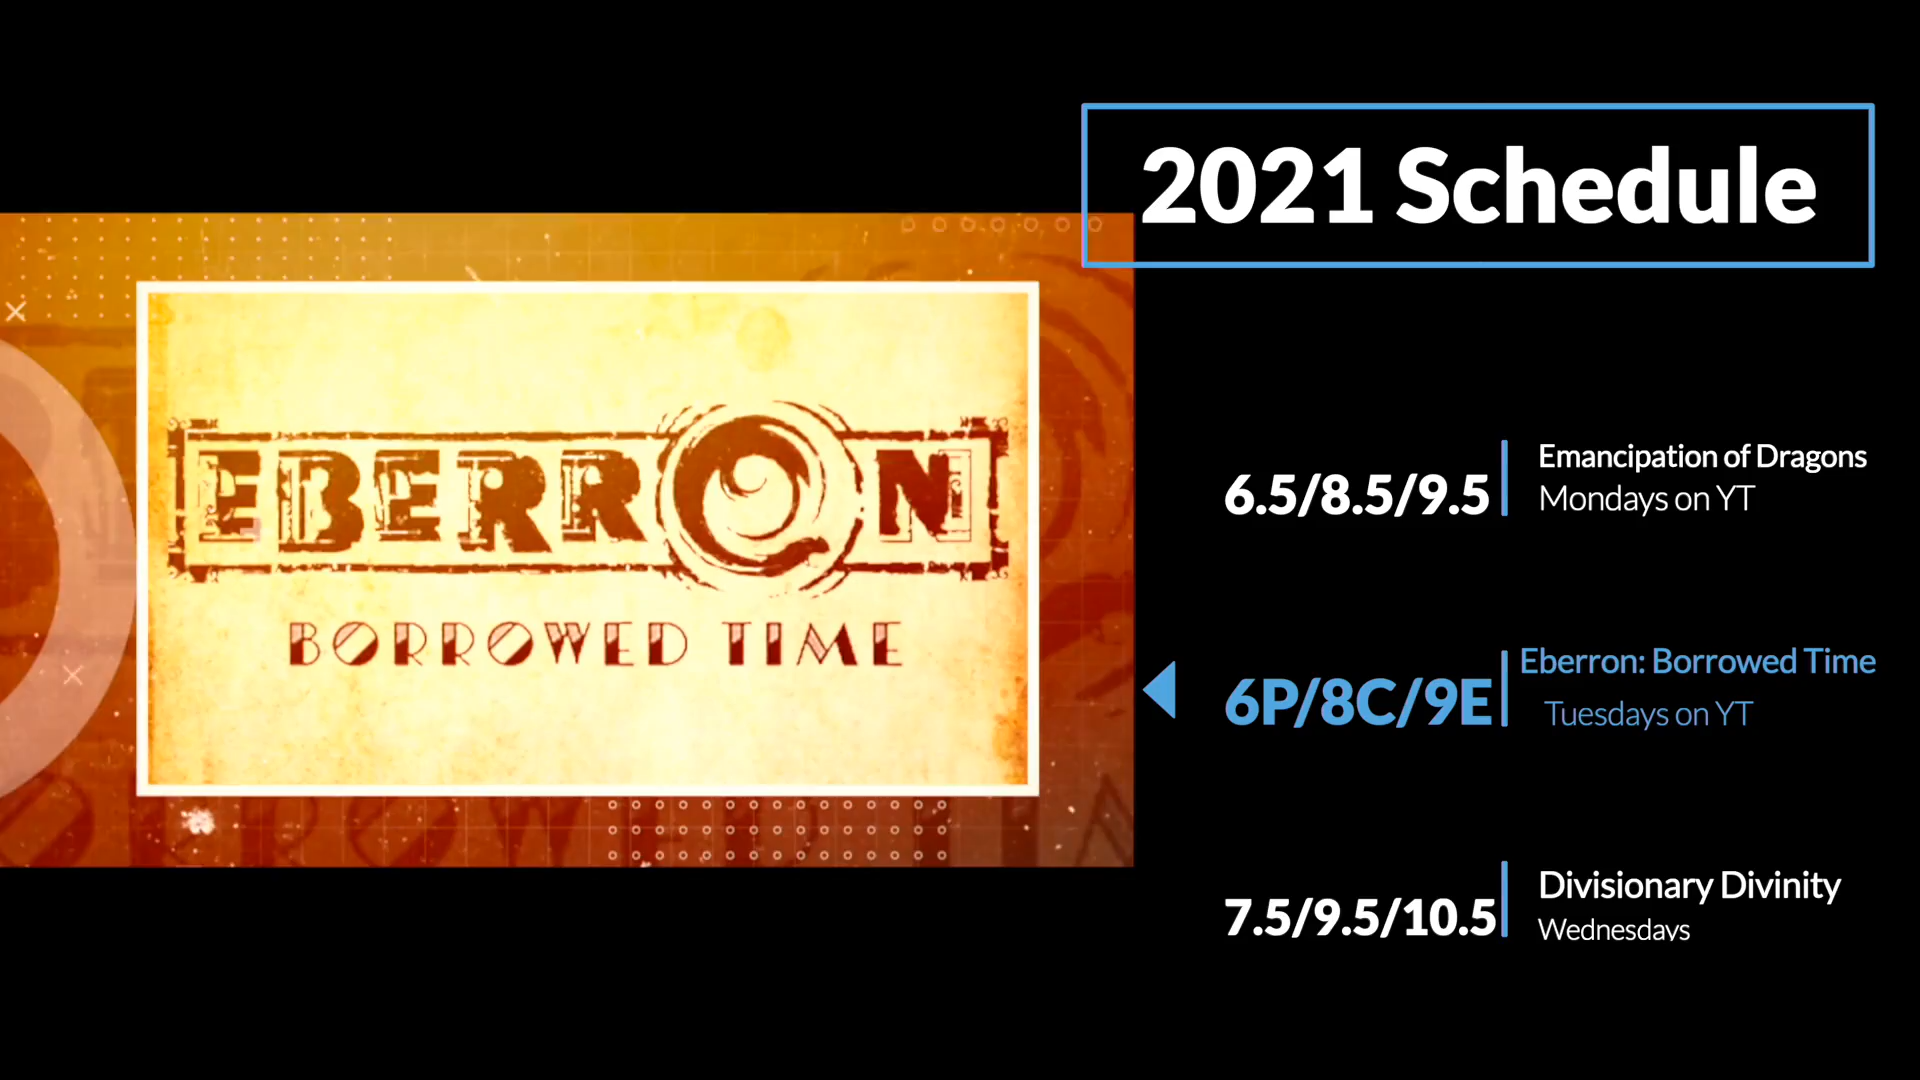 2021 Schedule
EBERRON
BORROWED TIME
6.5/8.5/9.5
Emancipation of Dragons
Mondays on YT
6P/8C/9E
Eberron: Borrowed Time
Tuesdays on YT
7.5/9.5/10.5
Divisionary Divinity
Wednesdays